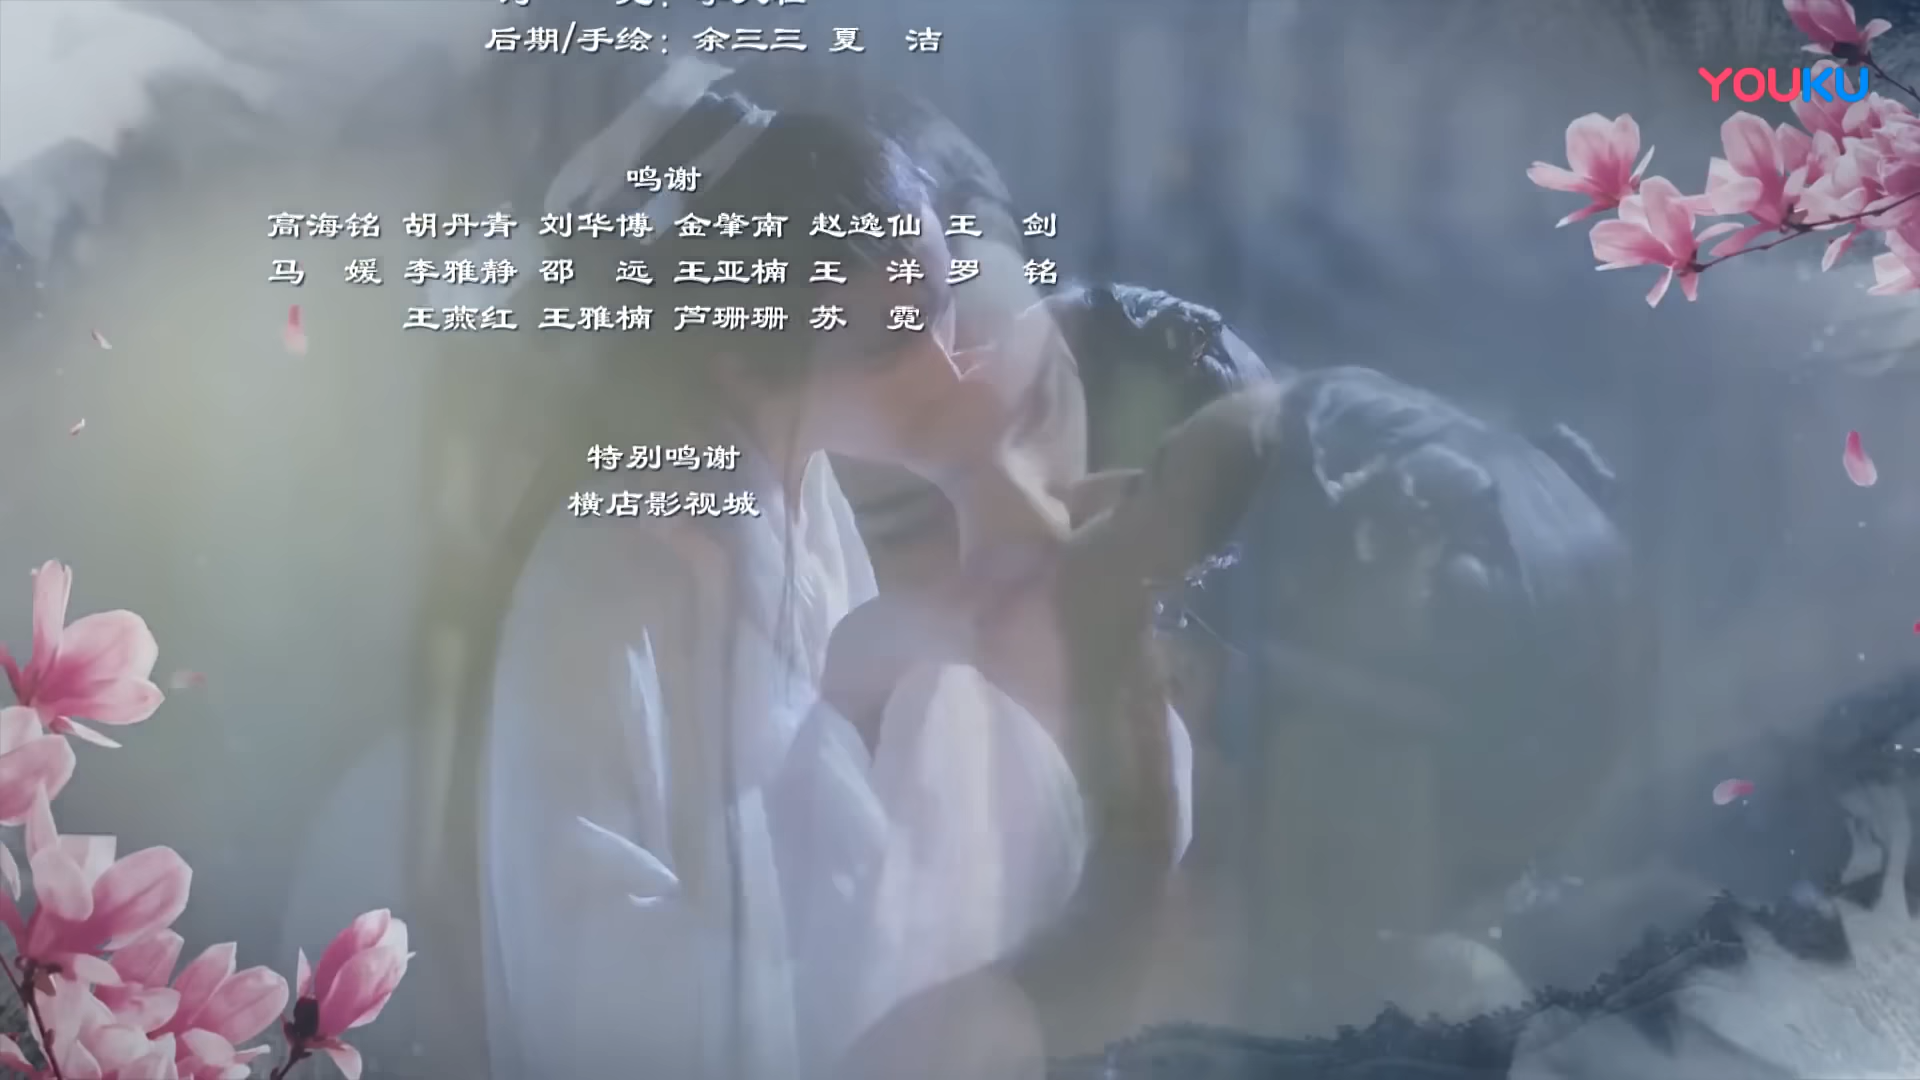 后期/手绘：余三三 夏 洁
YOUKU
鸣谢
高海铭 胡丹青 刘华博 金肇南 赵逸仙 王 剑
马 媛 李雅静 邵 远 王亚楠 王 洋 罗 铭
王燕红 王雅楠 芦珊珊 苏 霓
特别鸣谢
横店影视城